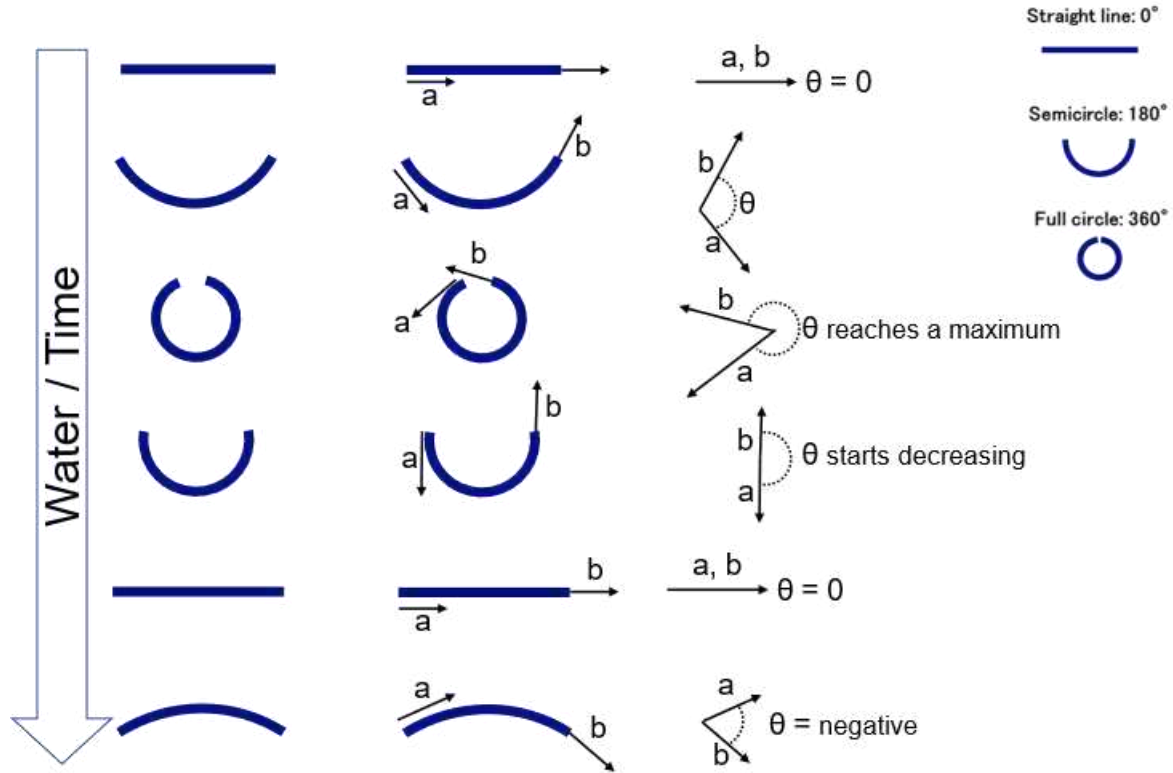 Straight line: 0°
a, b
θ = 0
a
Semicircle: 180°
b
b
a
θ
a
Full circle: 360°
b
a
b
θ reaches a maximum
a
Water / Time
b
a
b
θ starts decreasing
a
b
a, b
θ = 0
a
a
a
b
θ = negative
b